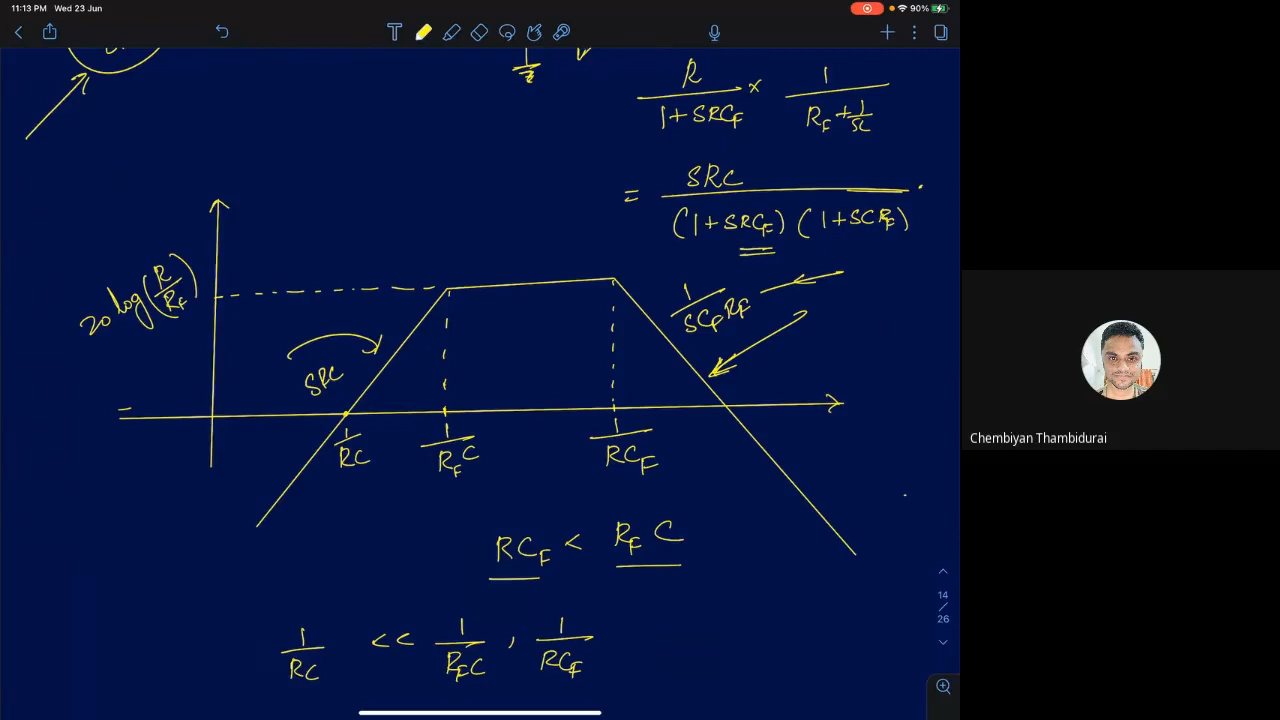 11:13 PM Wed 23 Jun
90%
R / (1 + SRC_F) × 1 / (R_F + 1/SC)
= SRC / ((1 + SRC_F) (1 + SCR_F))
20 log(R/R_F)
1 / SC_F R_F
SRC
1/RC 1/R_F C 1/RC_F
RC_F < R_F C
1/RC << 1/R_F C , 1/RC_F
14
/
26
Chembiyan Thambidurai